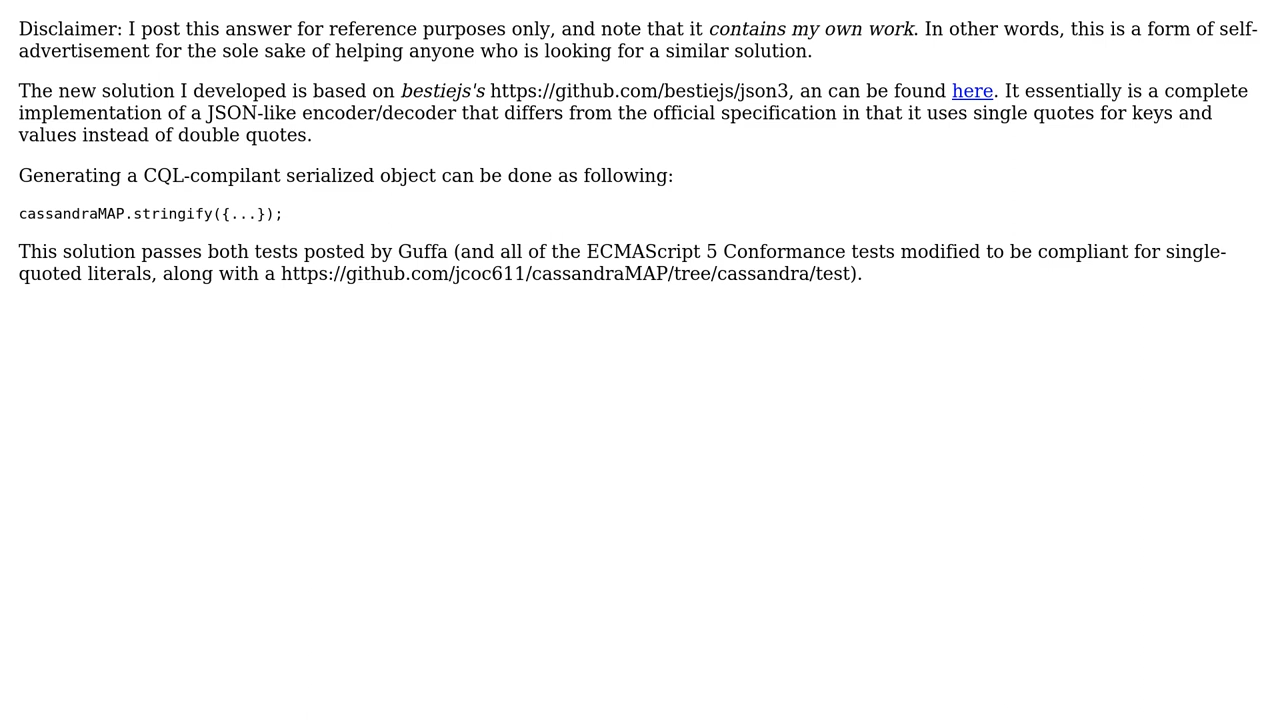 Disclaimer: I post this answer for reference purposes only, and note that it contains my own work. In other words, this is a form of self-
advertisement for the sole sake of helping anyone who is looking for a similar solution.
The new solution I developed is based on bestiejs's https://github.com/bestiejs/json3, an can be found here. It essentially is a complete
implementation of a JSON-like encoder/decoder that differs from the official specification in that it uses single quotes for keys and
values instead of double quotes.
Generating a CQL-compilant serialized object can be done as following:
cassandraMAP.stringify({...});
This solution passes both tests posted by Guffa (and all of the ECMAScript 5 Conformance tests modified to be compliant for single-
quoted literals, along with a https://github.com/jcoc611/cassandraMAP/tree/cassandra/test).